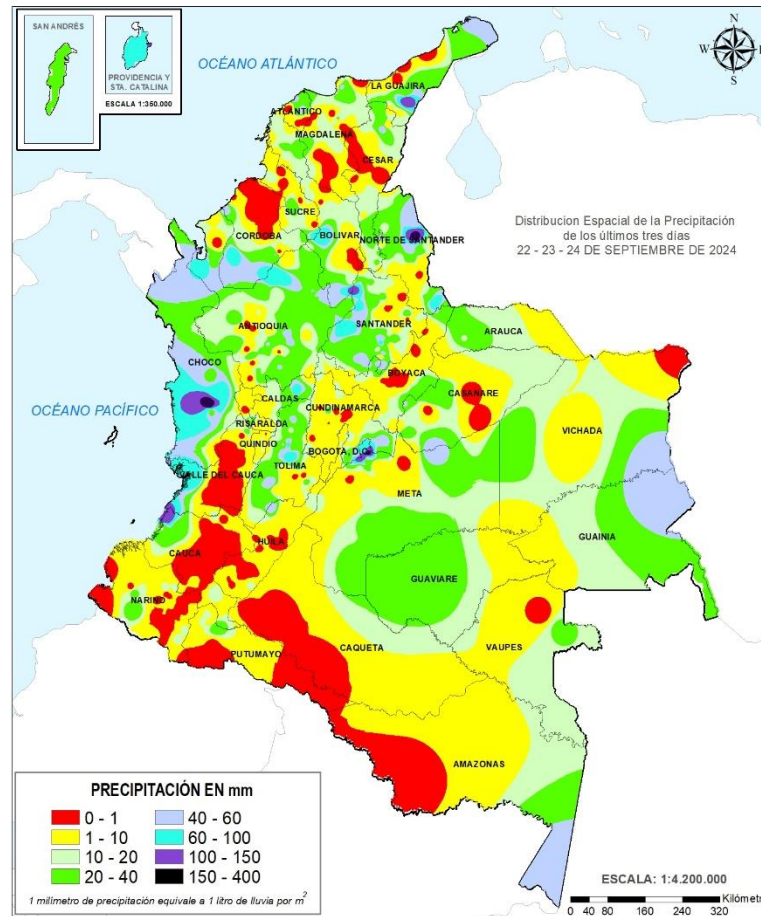 SAN ANDRÉS
PROVIDENCIA Y
STA. CATALINA
ESCALA 1:350.000
OCÉANO ATLÁNTICO
N
W
E
S
LA GUAJIRA
ATLÁNTICO
MAGDALENA
CESAR
SUCRE
CORDOBA
BOLIVAR
NORTE DE SANTANDER
Distribucion Espacial de la Precipitación
de los últimos tres días
22 - 23 - 24 DE SEPTIEMBRE DE 2024
ANTIOQUIA
SANTANDER
ARAUCA
CHOCO
BOYACA
CASANARE
OCÉANO PACÍFICO
CALDAS
CUNDINAMARCA
VICHADA
RISARALDA
QUINDIO
BOGOTÁ, D.C.
TOLIMA
VALLE DEL CAUCA
META
GUAINIA
CAUCA
HUILA
GUAVIARE
NARIÑO
CAQUETA
VAUPES
PUTUMAYO
AMAZONAS
PRECIPITACIÓN EN mm
0 - 1 40 - 60
1 - 10 60 - 100
10 - 20 100 - 150
20 - 40 150 - 400
1 milímetro de precipitación equivale a 1 litro de lluvia por m²
ESCALA: 1:4.200.000
0 40 80 160 240 320 Kilómetros